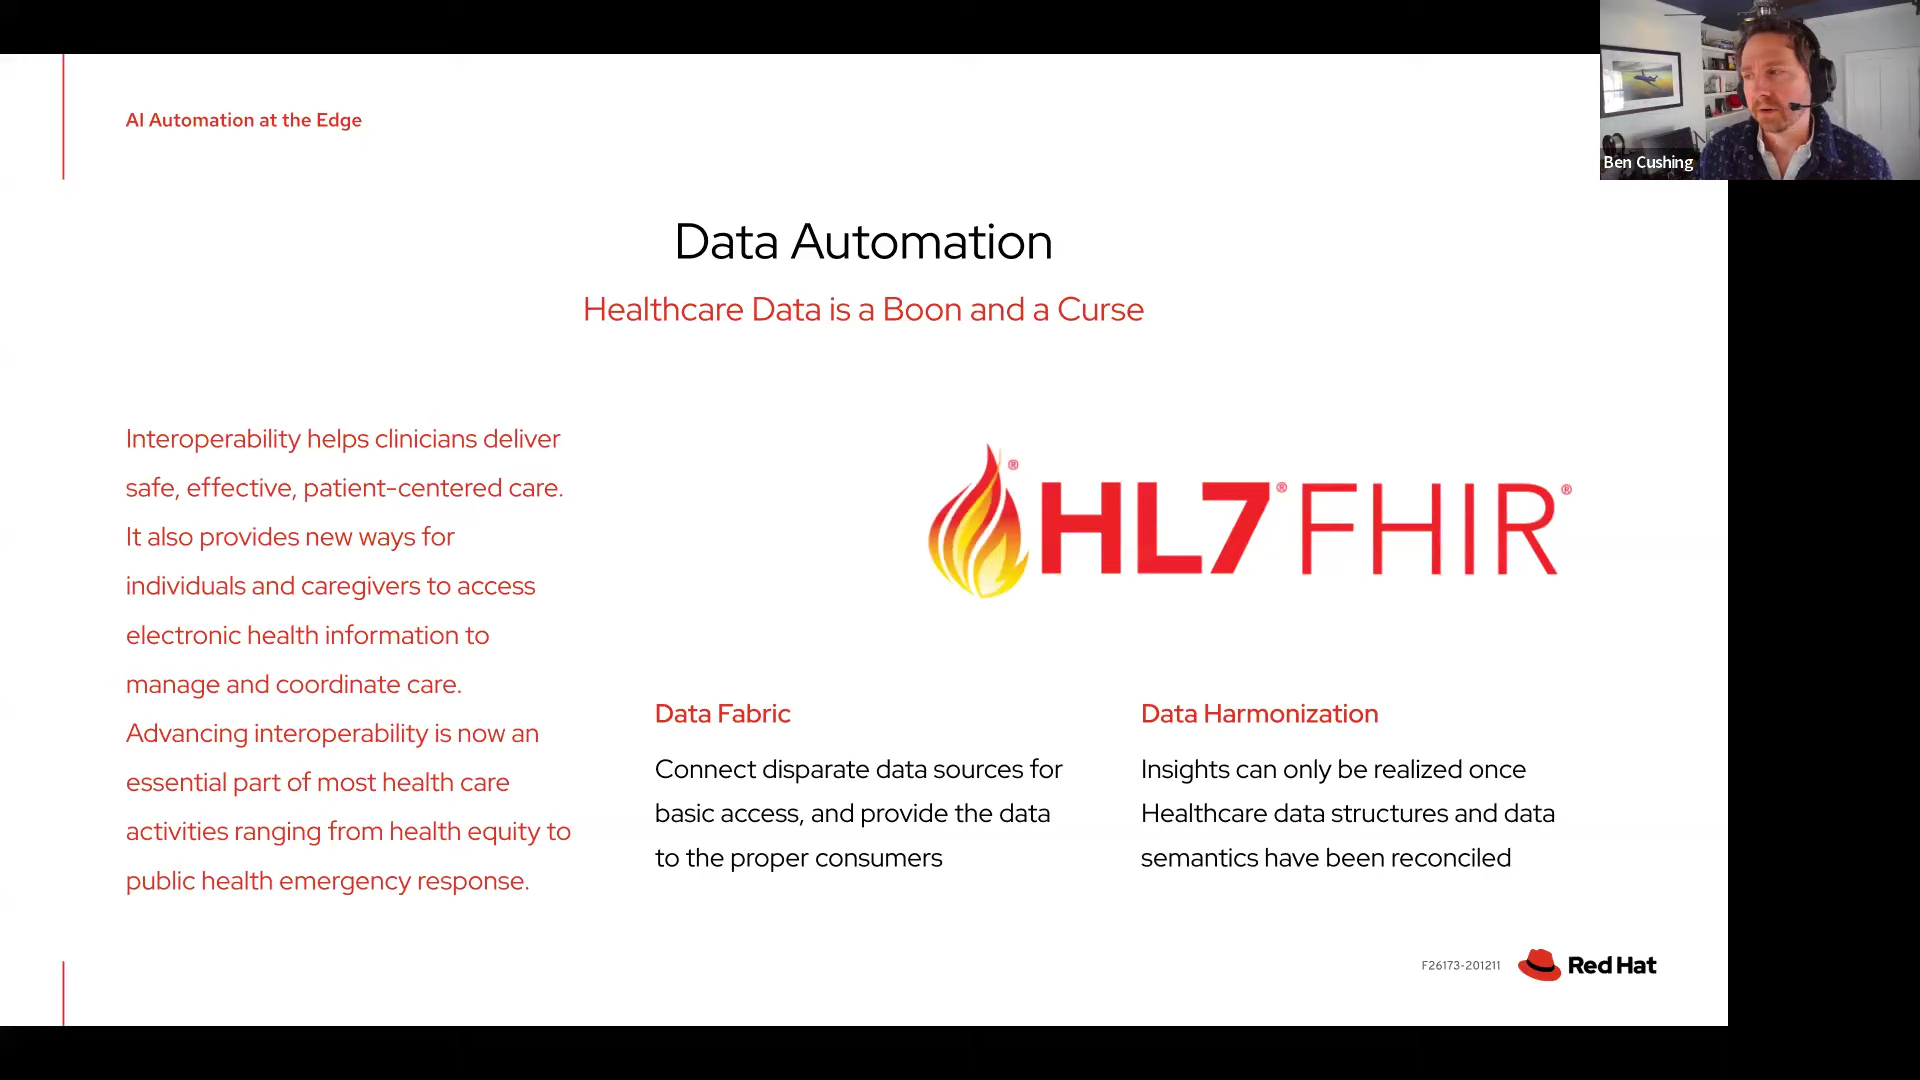 AI Automation at the Edge
Ben Cushing
Data Automation
Healthcare Data is a Boon and a Curse
Interoperability helps clinicians deliver
safe, effective, patient-centered care.
It also provides new ways for
individuals and caregivers to access
electronic health information to
manage and coordinate care.
Advancing interoperability is now an
essential part of most health care
activities ranging from health equity to
public health emergency response.
®HL7®FHIR®
Data Fabric
Connect disparate data sources for
basic access, and provide the data
to the proper consumers
Data Harmonization
Insights can only be realized once
Healthcare data structures and data
semantics have been reconciled
F26173-201211
Red Hat